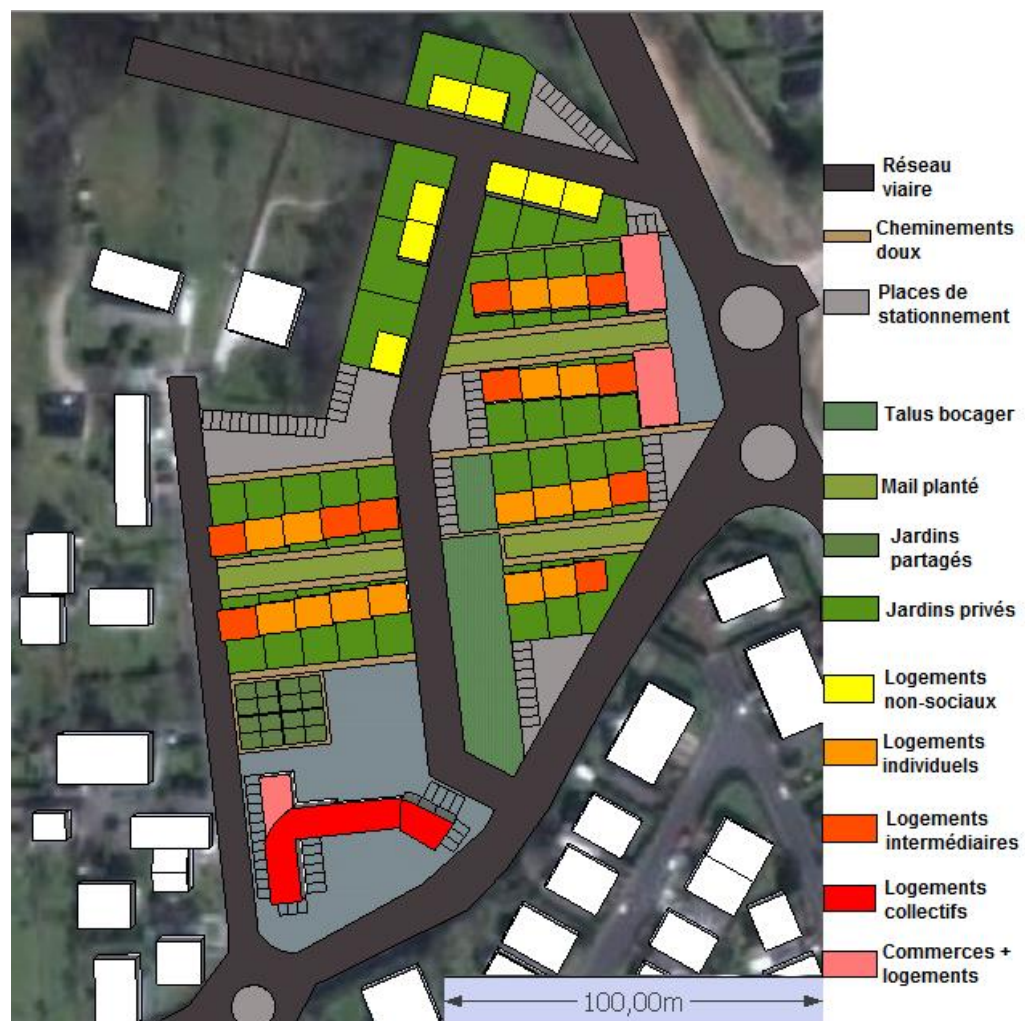 Réseau
viaire
Cheminements
doux
Places de
stationnement
Talus bocager
Mail planté
Jardins
partagés
Jardins privés
Logements
non-sociaux
Logements
individuels
Logements
intermédiaires
Logements
collectifs
Commerces +
logements
100,00m